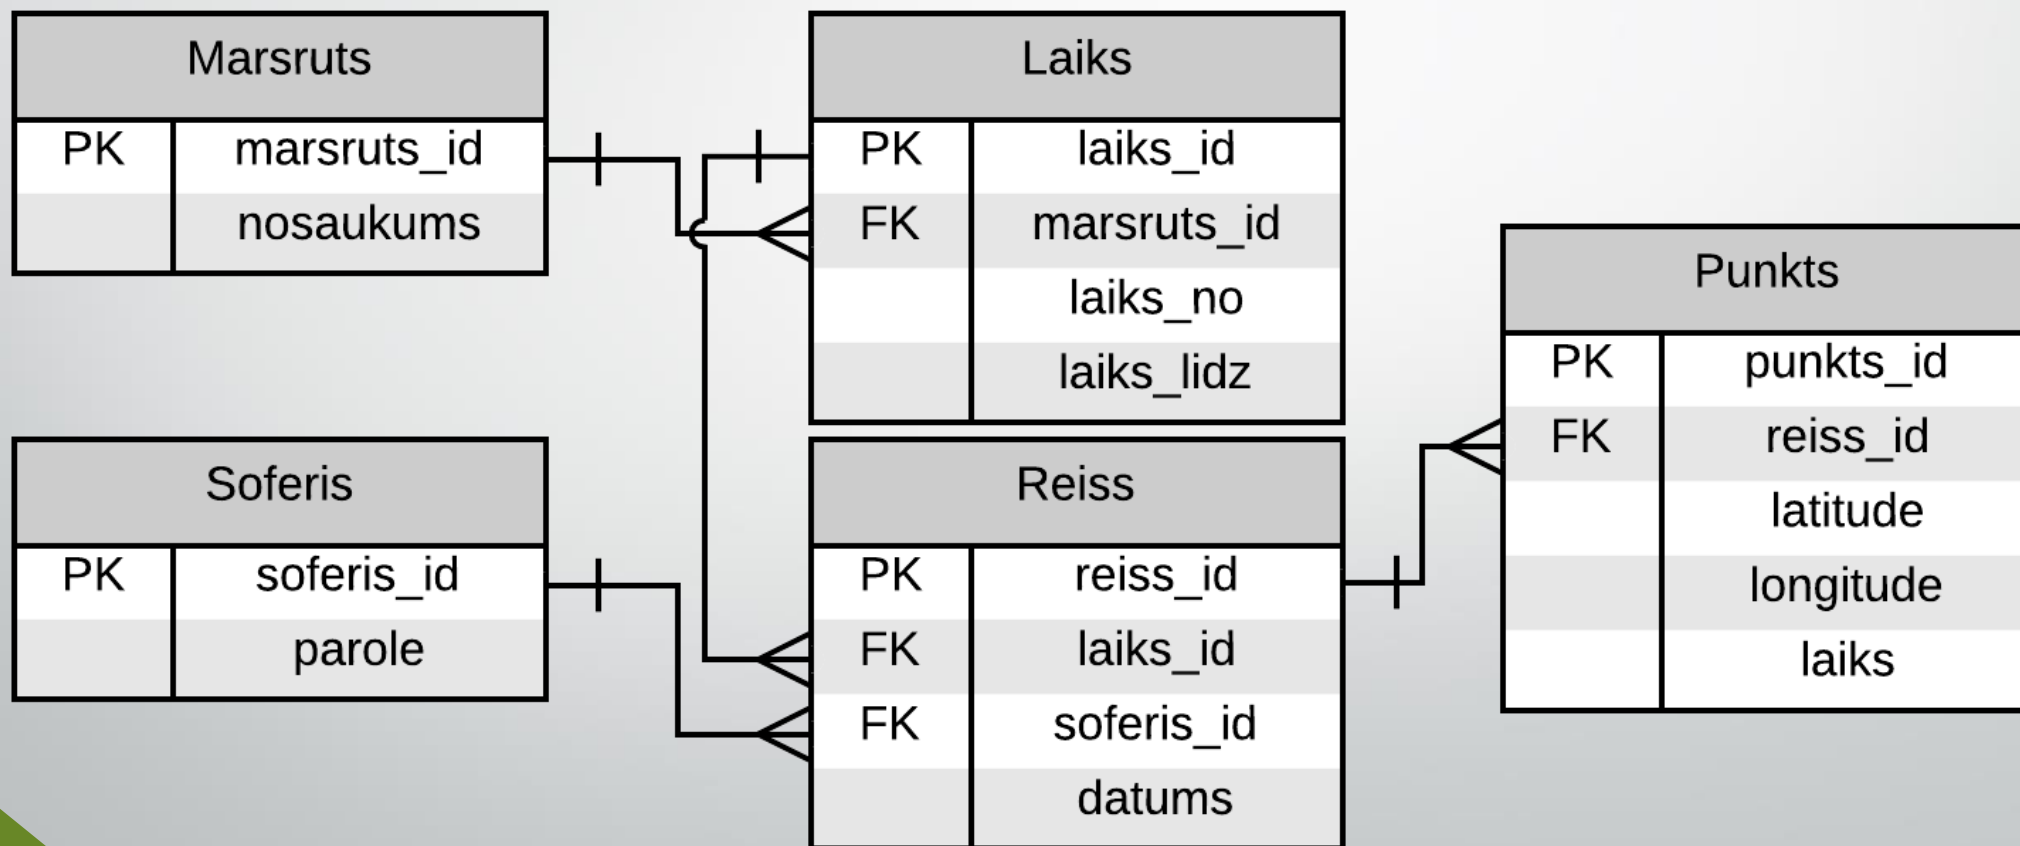 Marsruts
PK marsruts_id
nosaukums
Laiks
PK laiks_id
FK marsruts_id
laiks_no
laiks_lidz
Soferis
PK soferis_id
parole
Reiss
PK reiss_id
FK laiks_id
FK soferis_id
datums
Punkts
PK punkts_id
FK reiss_id
latitude
longitude
laiks